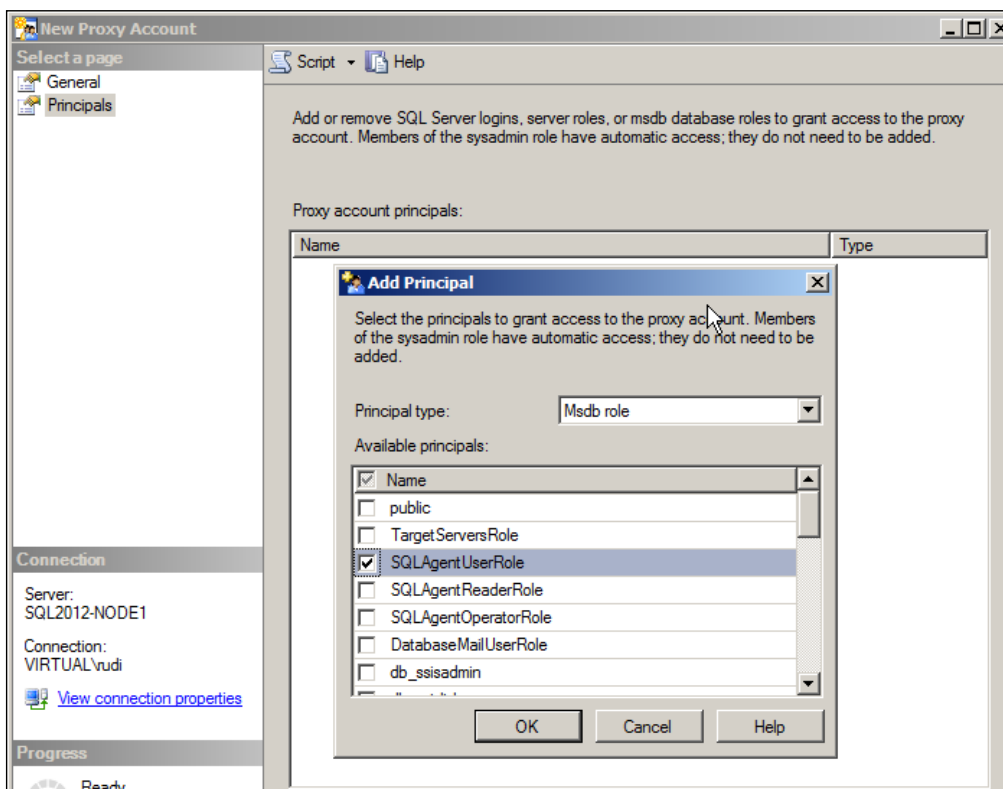 New Proxy Account
Select a page
General
Principals
Script
Help
Add or remove SQL Server logins, server roles, or msdb database roles to grant access to the proxy
account. Members of the sysadmin role have automatic access; they do not need to be added.
Proxy account principals:
Name
Type
Add Principal
Select the principals to grant access to the proxy account. Members
of the sysadmin role have automatic access; they do not need to be
added.
Principal type:
Msdb role
Available principals:
Name
public
TargetServersRole
SQLAgentUserRole
SQLAgentReaderRole
SQLAgentOperatorRole
DatabaseMailUserRole
db_ssisadmin
OK
Cancel
Help
Connection
Server:
SQL2012-NODE1
Connection:
VIRTUAL\rudi
View connection properties
Progress
Ready